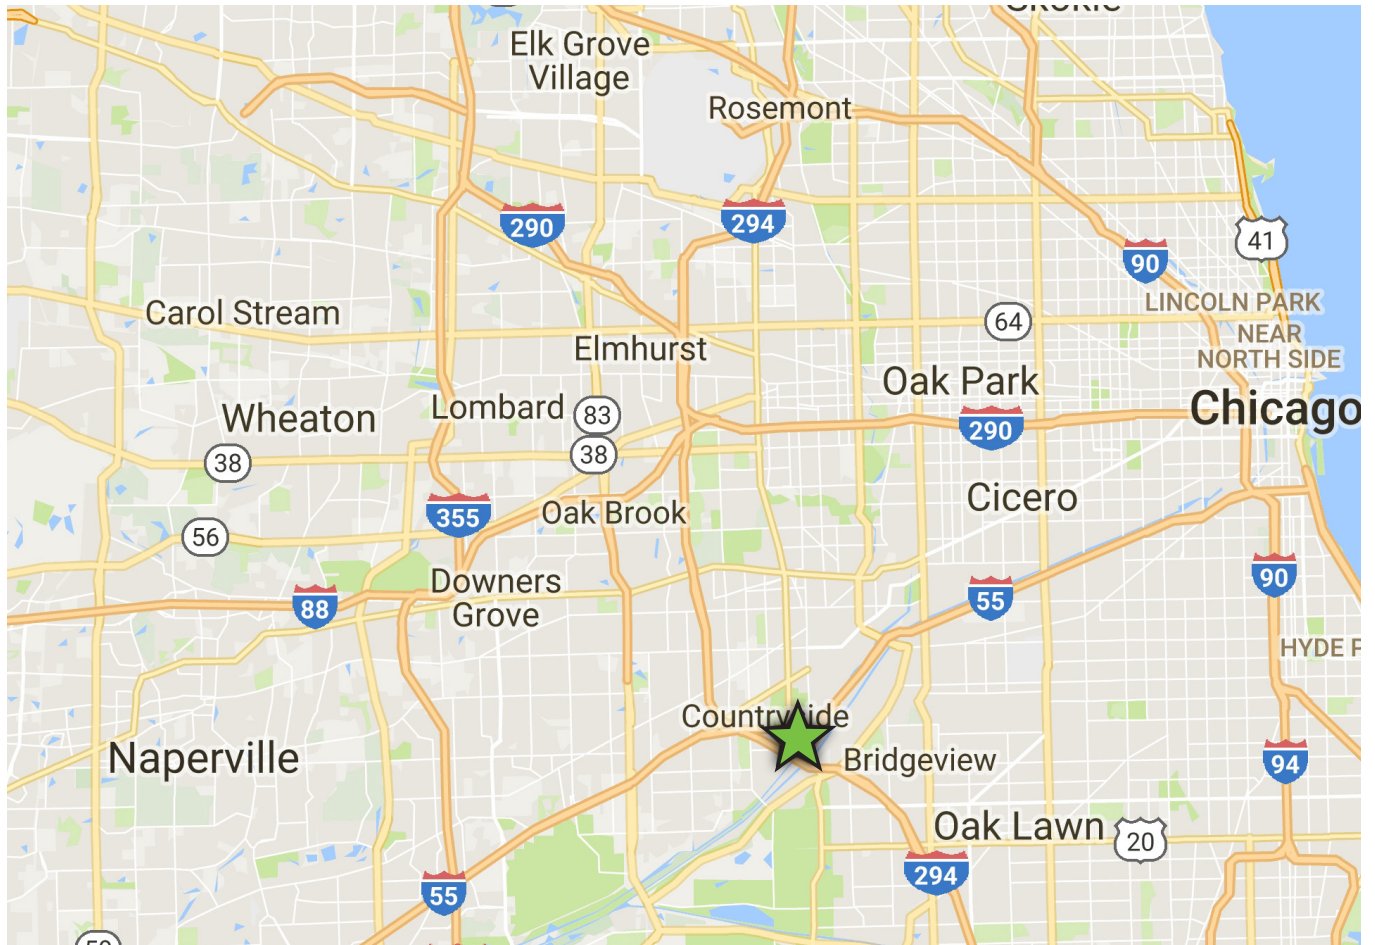 Skokie
Elk Grove
Village
Rosemont
290
294
41
90
LINCOLN PARK
Carol Stream
64
NEAR
NORTH SIDE
Elmhurst
Oak Park
Lombard
83
Chicago
Wheaton
290
38
38
Cicero
355
Oak Brook
56
Downers
Grove
90
88
55
HYDE P
Countryside
Naperville
Bridgeview
94
Oak Lawn
20
294
55
59